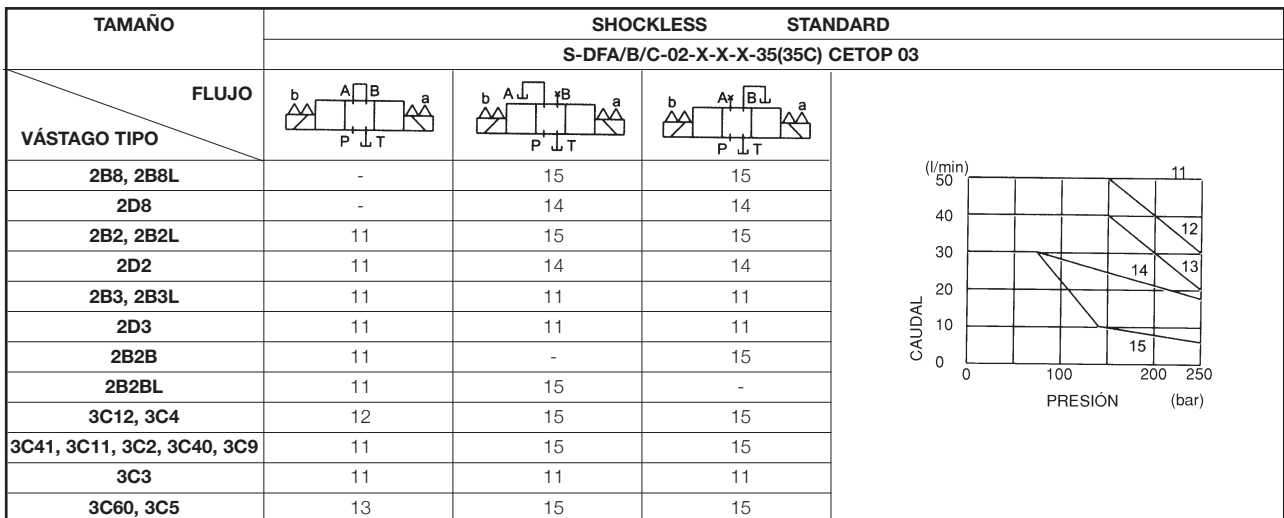 TAMAÑO
SHOCKLESS STANDARD
S-DFA/B/C-02-X-X-X-35(35C) CETOP 03
FLUJO
VÁSTAGO TIPO
b A B a
P T
b A B a
P T
b A B a
P T
2B8, 2B8L - 15 15
2D8 - 14 14
2B2, 2B2L 11 15 15
2D2 11 14 14
2B3, 2B3L 11 11 11
2D3 11 11 11
2B2B 11 - 15
2B2BL 11 15 -
3C12, 3C4 12 15 15
3C41, 3C11, 3C2, 3C40, 3C9 11 15 15
3C3 11 11 11
3C60, 3C5 13 15 15
(l/min)
50
40
30
20
10
0
CAUDAL
11
12
13
14
15
0 100 200 250
PRESIÓN (bar)